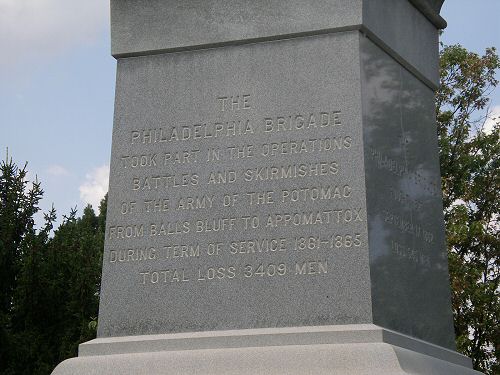 THE
PHILADELPHIA BRIGADE
TOOK PART IN THE OPERATIONS
BATTLES AND SKIRMISHES
OF THE ARMY OF THE POTOMAC
FROM BALLS BLUFF TO APPOMATTOX
DURING TERM OF SERVICE 1861-1865
TOTAL LOSS 3409 MEN